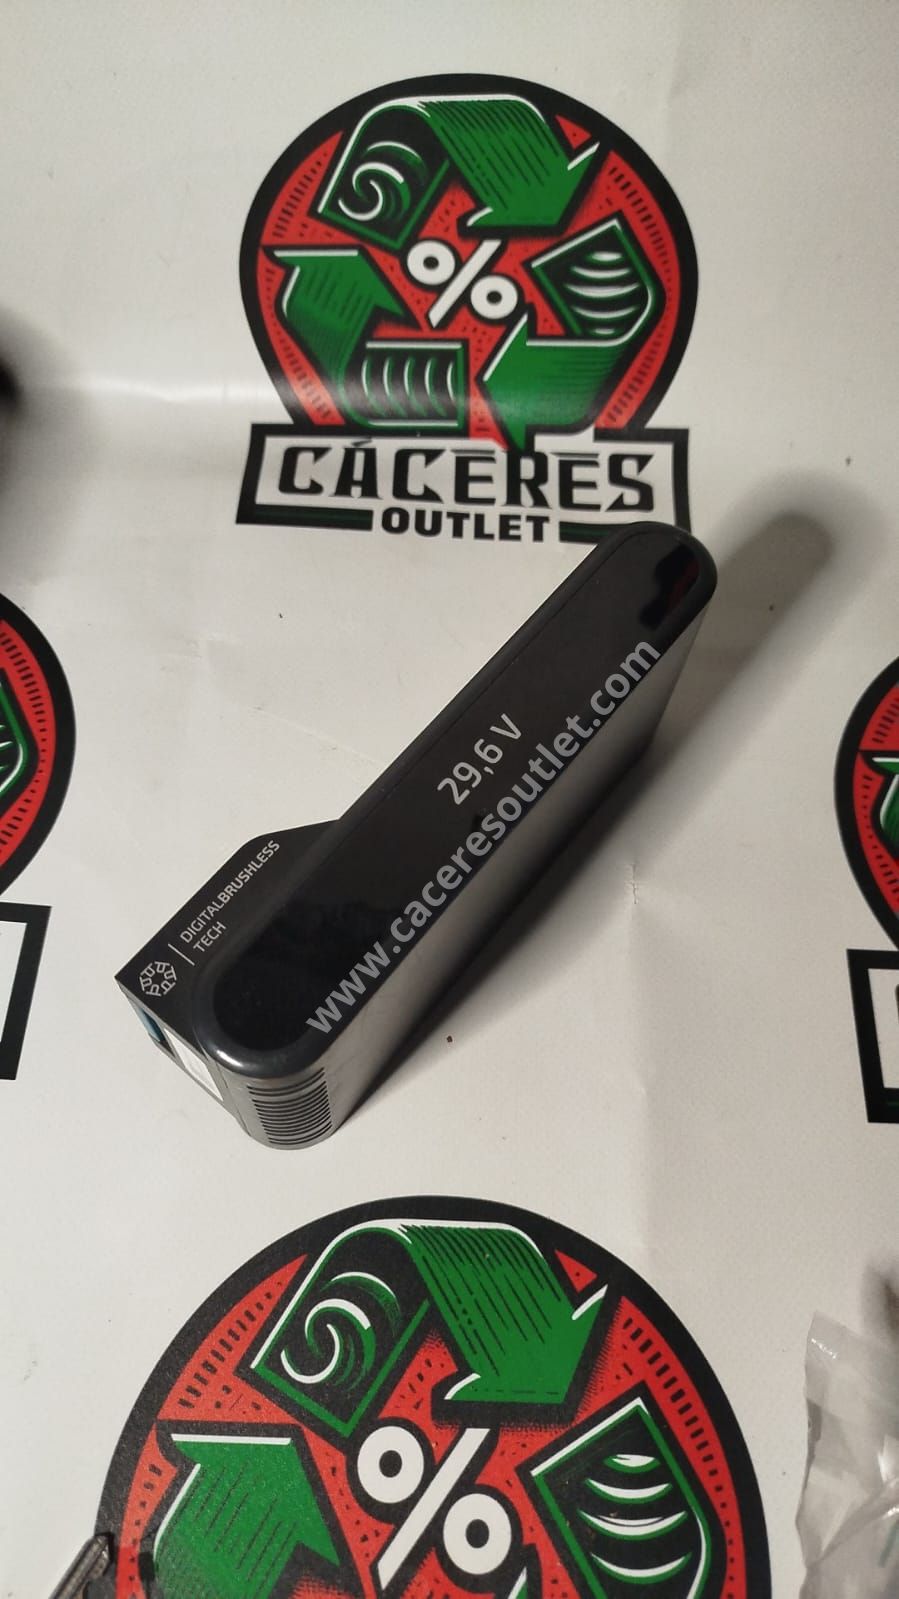 %
CÁCERES
OUTLET
29,6 V
www.caceresoutlet.com
DIGITALBRUSHLESS
TECH
%